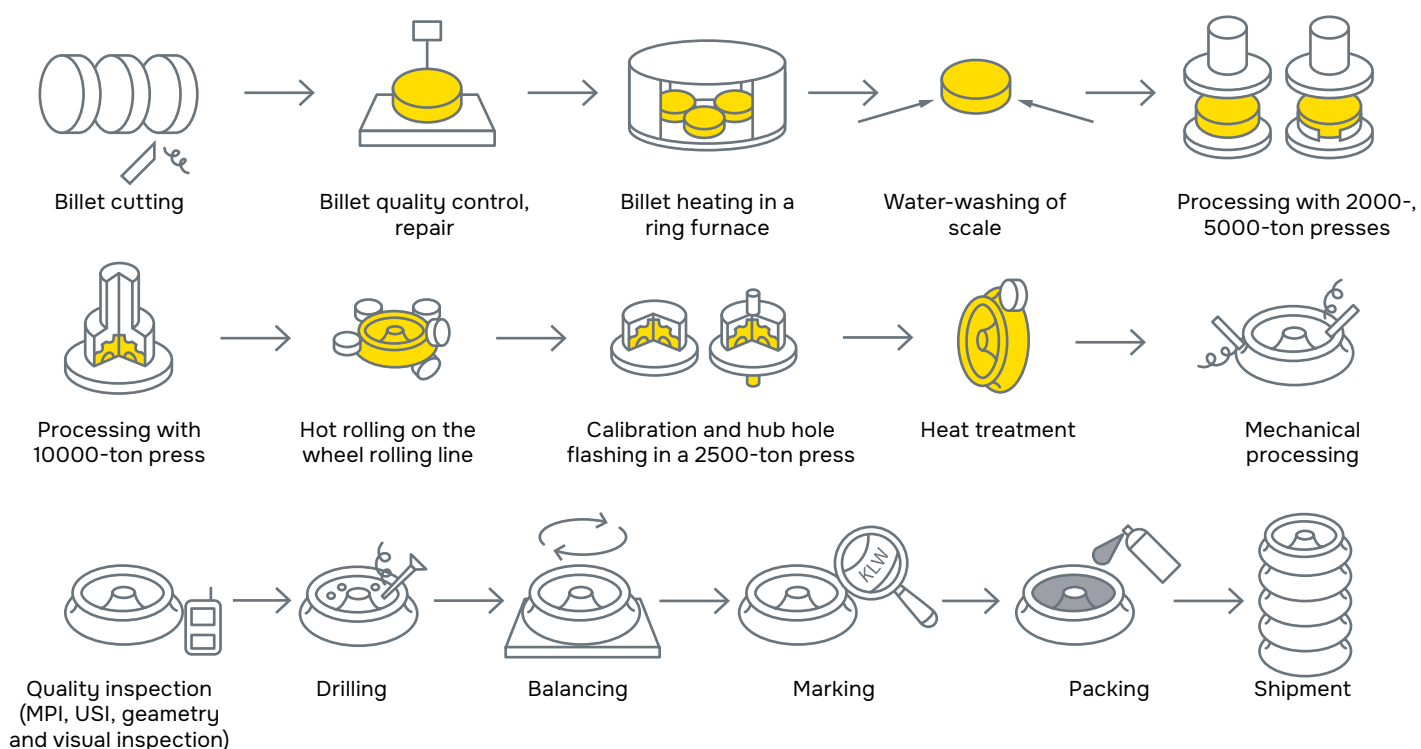 Billet cutting
Billet quality control,
repair
Billet heating in a
ring furnace
Water-washing of
scale
Processing with 2000-,
5000-ton presses
Processing with
10000-ton press
Hot rolling on the
wheel rolling line
Calibration and hub hole
flashing in a 2500-ton press
Heat treatment
Mechanical
processing
KLW
Quality inspection
(MPI, USI, geametry
and visual inspection)
Drilling
Balancing
Marking
Packing
Shipment